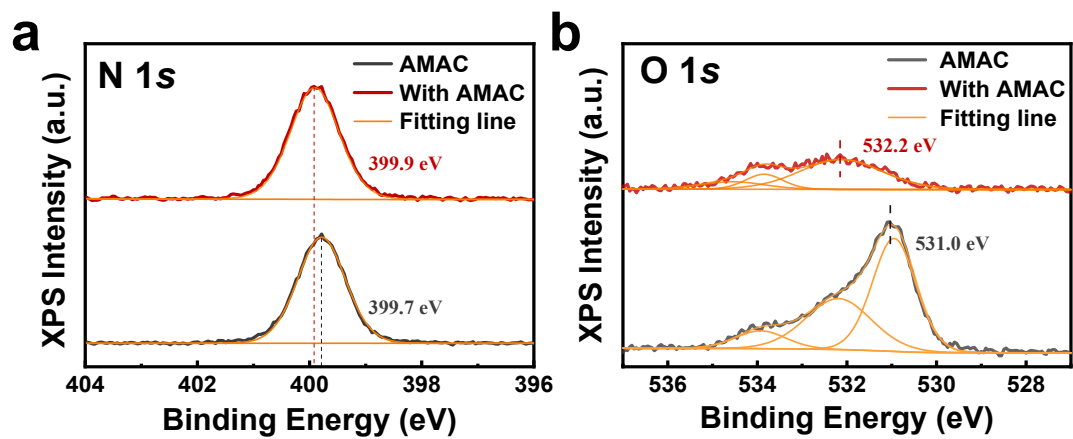 a
N 1s
AMAC
With AMAC
Fitting line
399.9 eV
399.7 eV
XPS Intensity (a.u.)
404 402 400 398 396
Binding Energy (eV)
b
O 1s
AMAC
With AMAC
Fitting line
532.2 eV
531.0 eV
XPS Intensity (a.u.)
536 534 532 530 528
Binding Energy (eV)